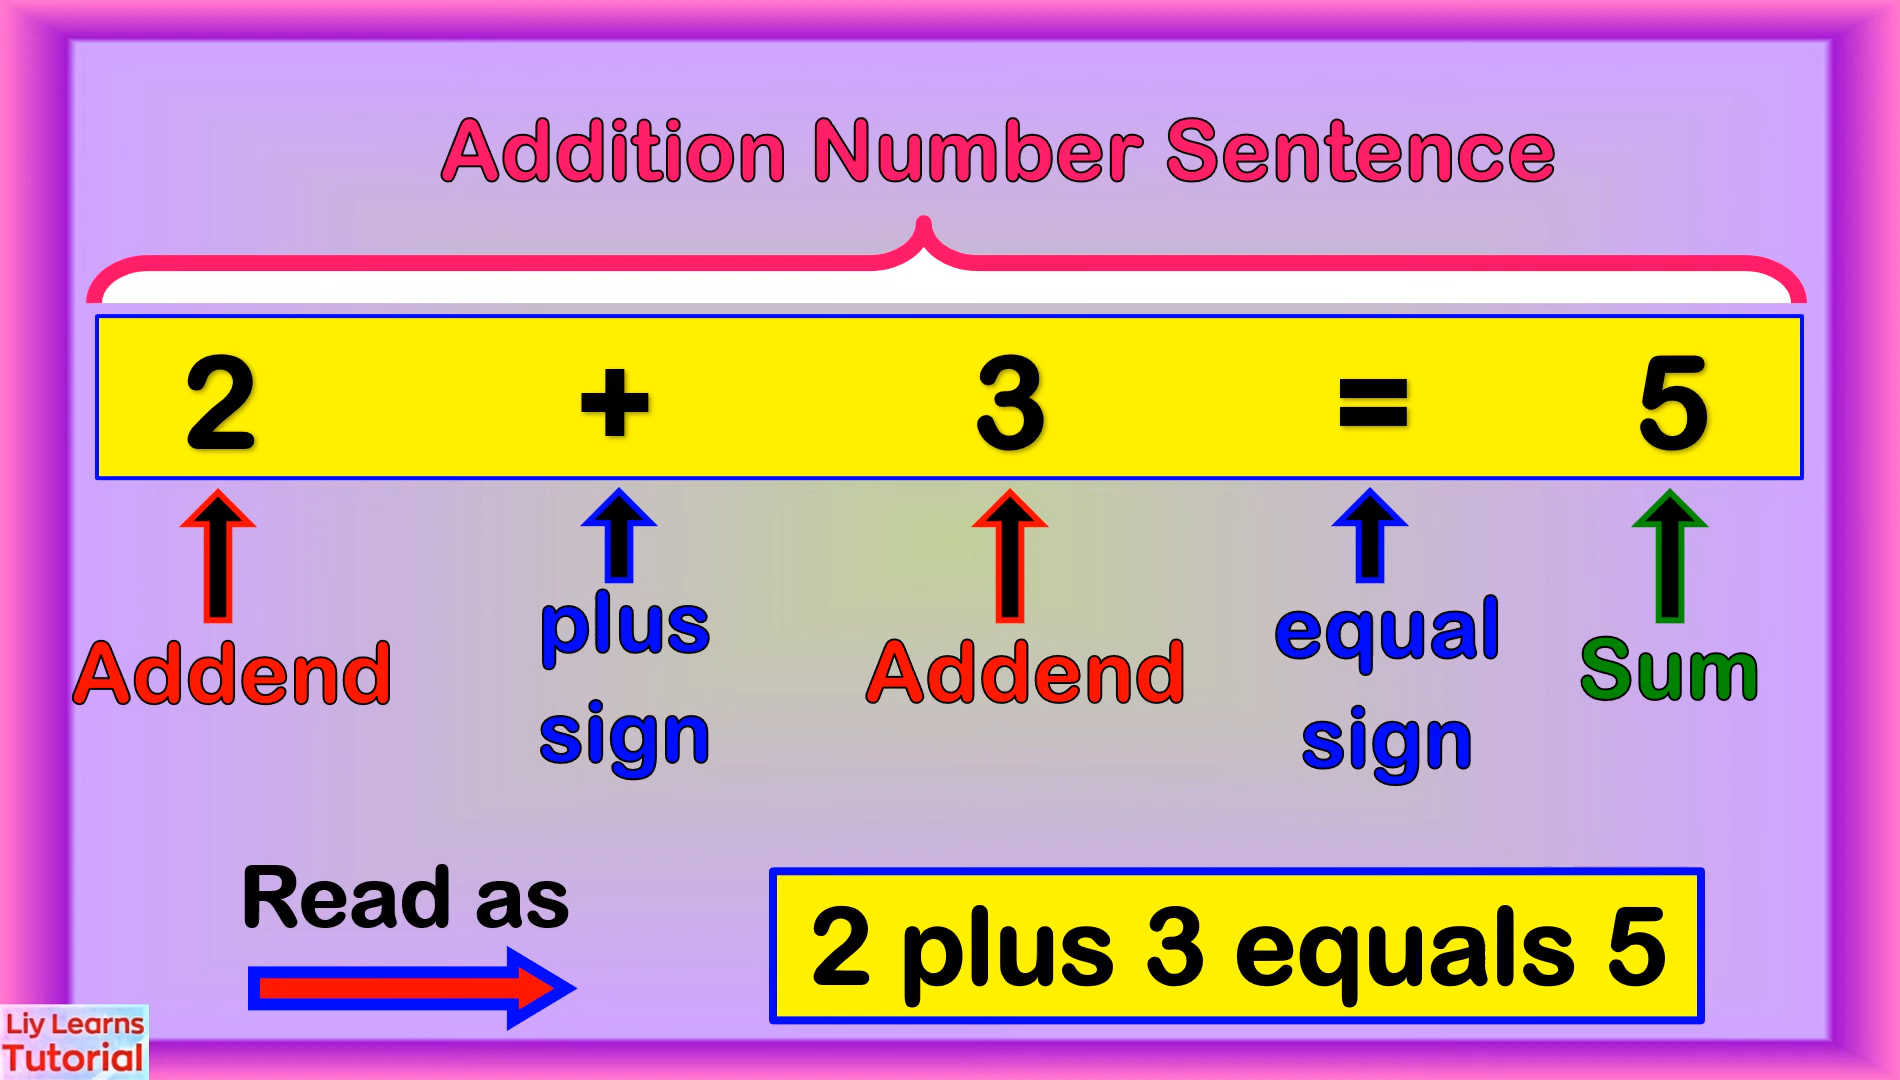 Addition Number Sentence
2 + 3 = 5
Addend plus sign Addend equal sign Sum
Read as
2 plus 3 equals 5
Liy Learns
Tutorial